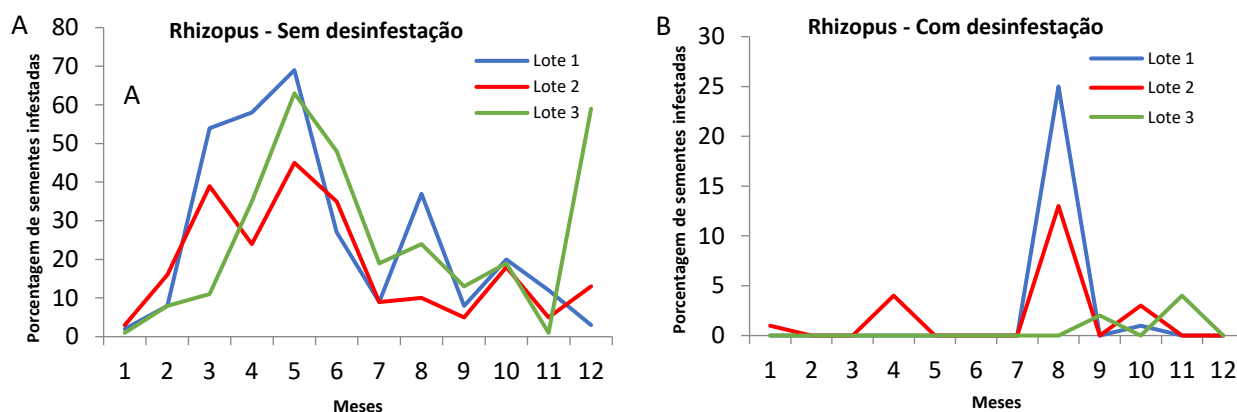 A
Rhizopus - Sem desinfestação
Porcentagem de sementes infestadas
80
70
60
50
40
30
20
10
0
A
Lote 1
Lote 2
Lote 3
1 2 3 4 5 6 7 8 9 10 11 12
Meses
B
Rhizopus - Com desinfestação
Porcentagem de sementes infestadas
30
25
20
15
10
5
0
Lote 1
Lote 2
Lote 3
1 2 3 4 5 6 7 8 9 10 11 12
Meses